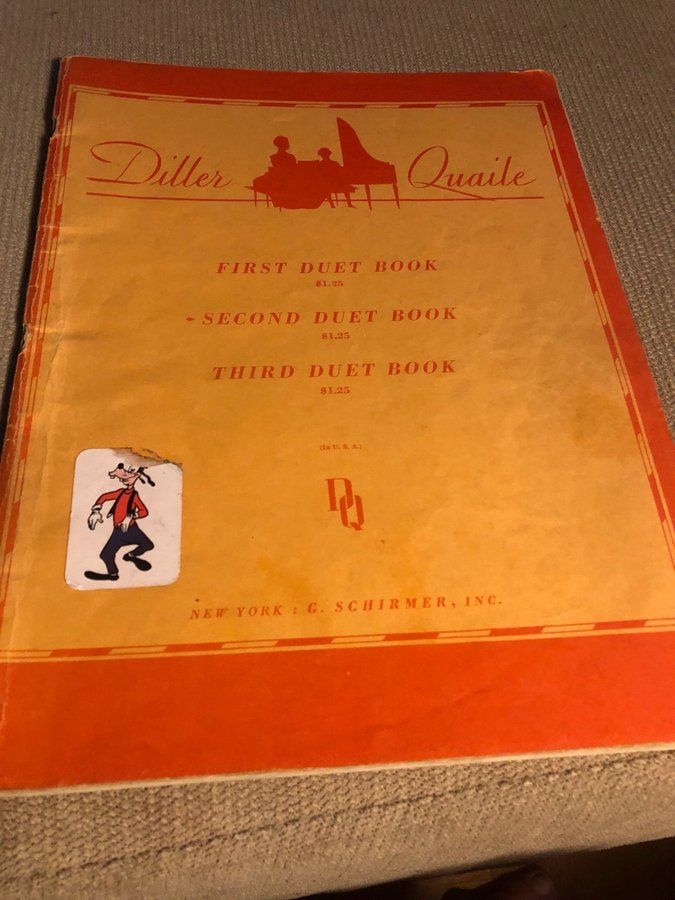 Diller Quaile
FIRST DUET BOOK
$1.25
SECOND DUET BOOK
$1.25
THIRD DUET BOOK
$1.25
(In U. S. A.)
DQ
NEW YORK : G. SCHIRMER, INC.